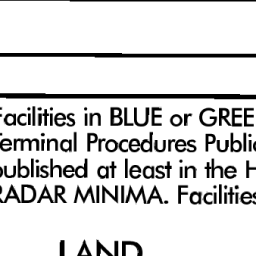 Facilities in BLUE or GREE
Terminal Procedures Publi
published at least in the H
RADAR MINIMA. Facilities
LAND